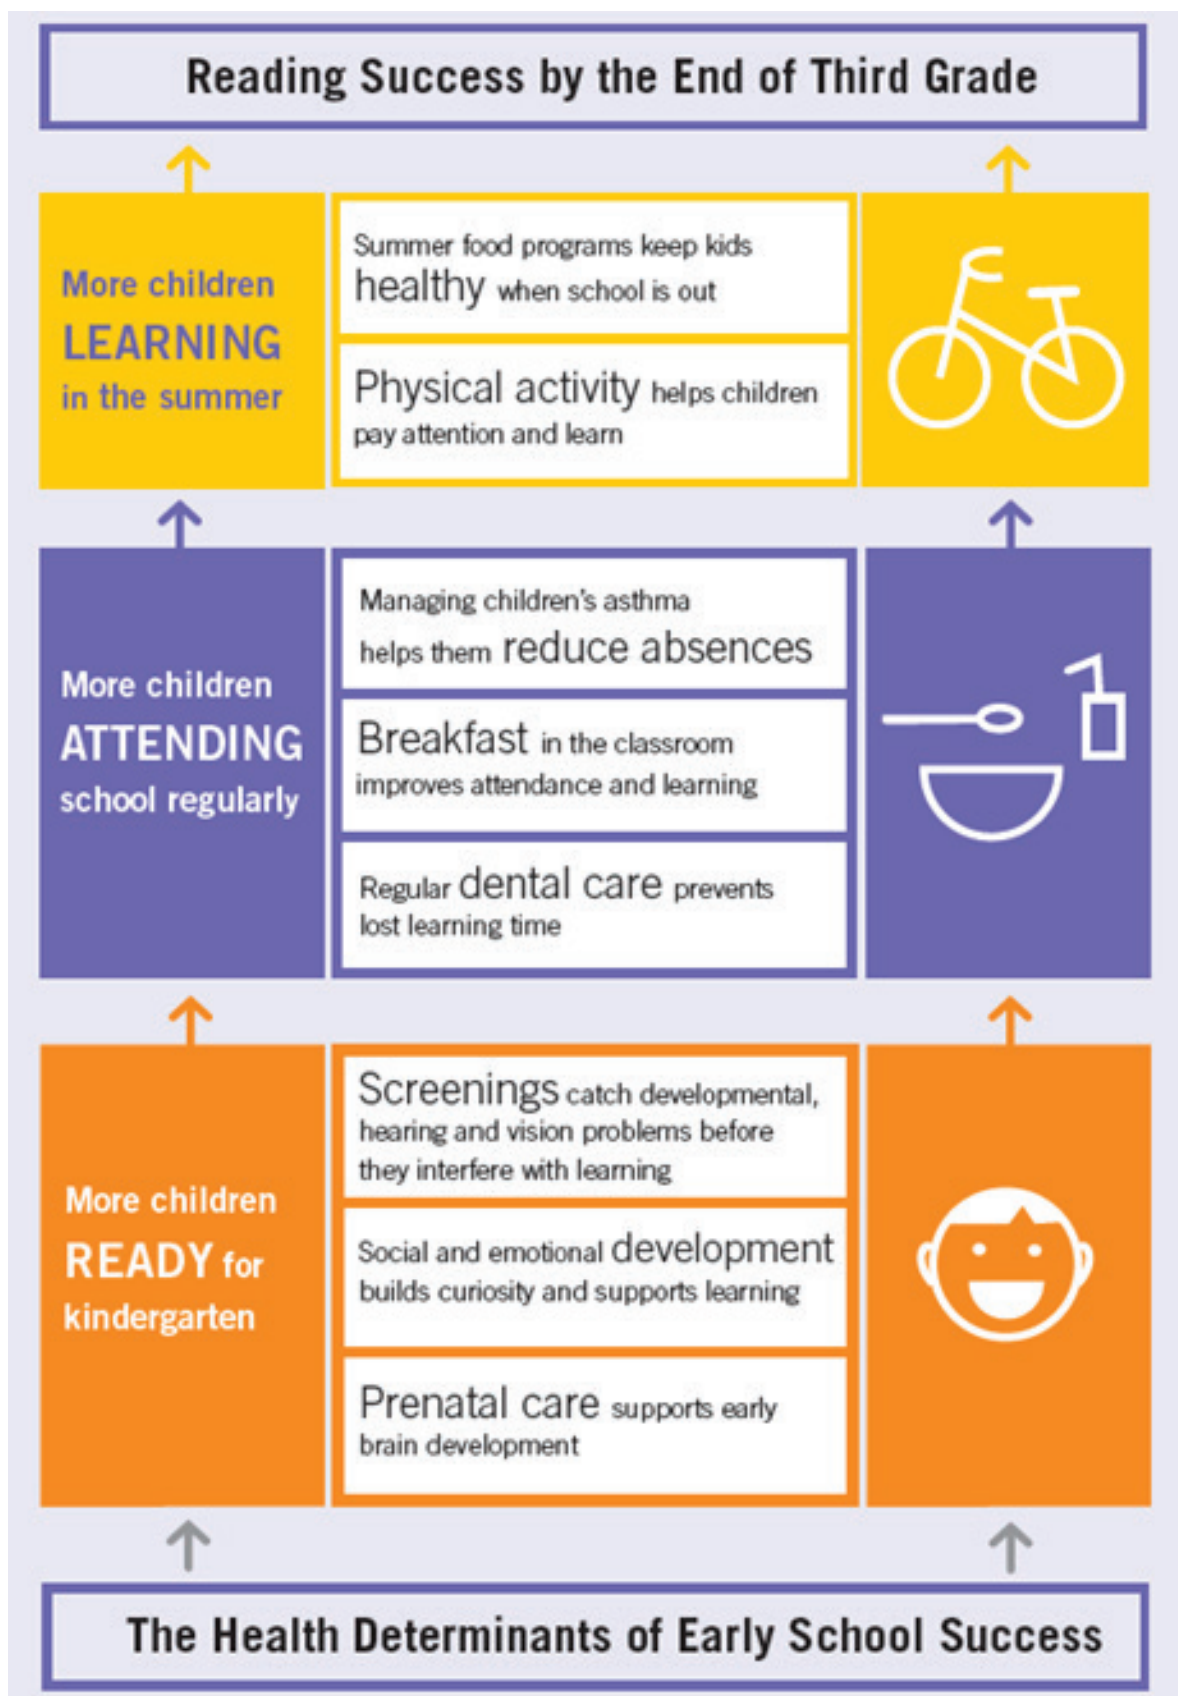 Reading Success by the End of Third Grade
More children
LEARNING
in the summer
Summer food programs keep kids
healthy when school is out
Physical activity helps children
pay attention and learn
More children
ATTENDING
school regularly
Managing children's asthma
helps them reduce absences
Breakfast in the classroom
improves attendance and learning
Regular dental care prevents
lost learning time
More children
READY for
kindergarten
Screenings catch developmental,
hearing and vision problems before
they interfere with learning
Social and emotional development
builds curiosity and supports learning
Prenatal care supports early
brain development
The Health Determinants of Early School Success